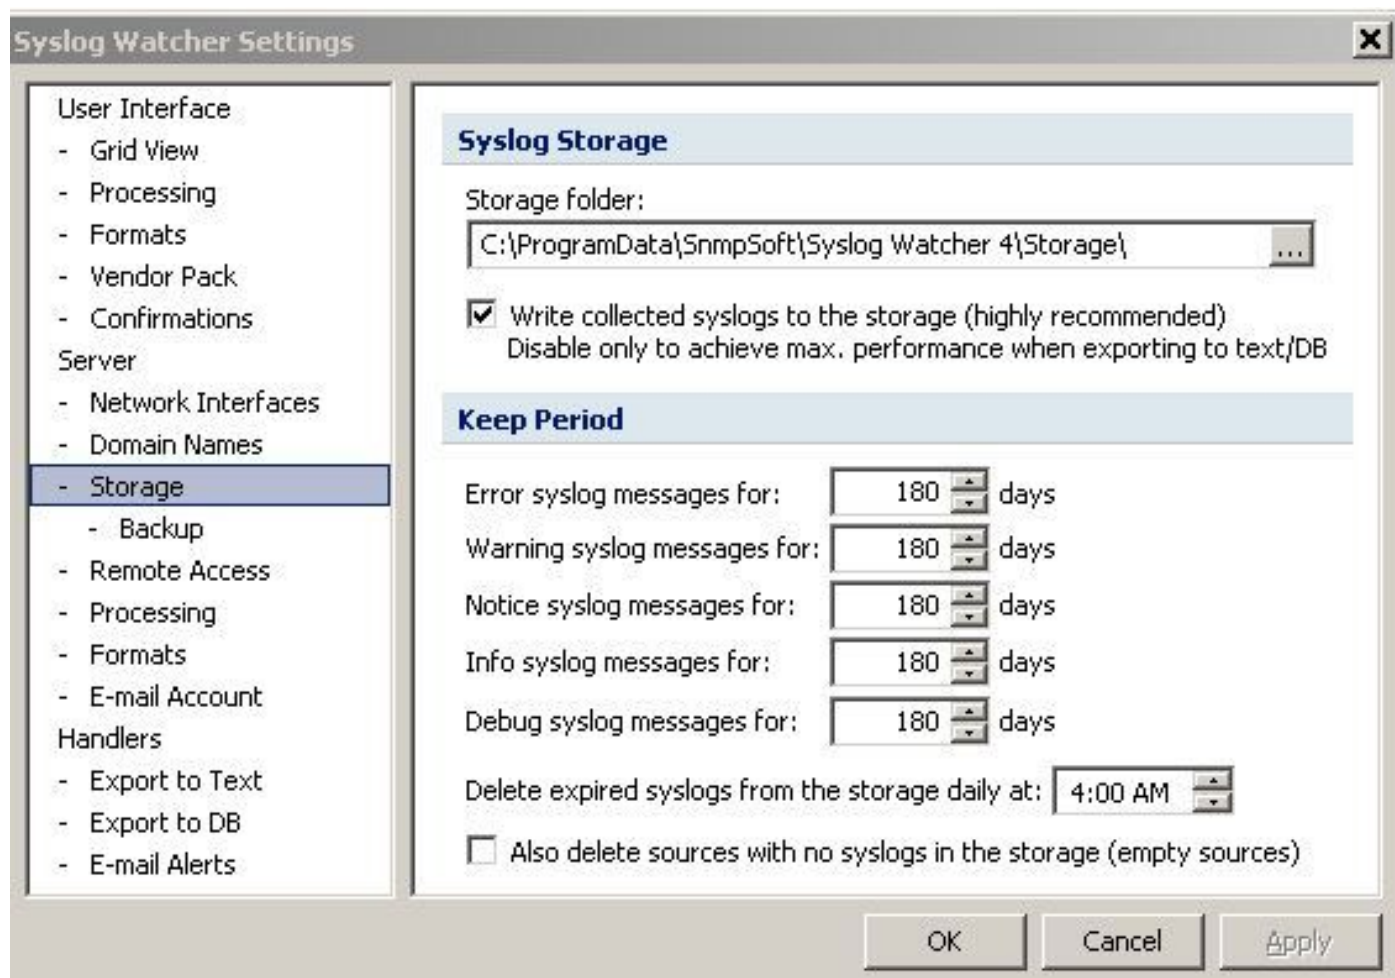 Syslog Watcher Settings
User Interface
- Grid View
- Processing
- Formats
- Vendor Pack
- Confirmations
Server
- Network Interfaces
- Domain Names
- Storage
- Backup
- Remote Access
- Processing
- Formats
- E-mail Account
Handlers
- Export to Text
- Export to DB
- E-mail Alerts
Syslog Storage
Storage folder:
C:\ProgramData\SnmpSoft\Syslog Watcher 4\Storage\ ...
Write collected syslogs to the storage (highly recommended)
Disable only to achieve max. performance when exporting to text/DB
Keep Period
Error syslog messages for: 180 days
Warning syslog messages for: 180 days
Notice syslog messages for: 180 days
Info syslog messages for: 180 days
Debug syslog messages for: 180 days
Delete expired syslogs from the storage daily at: 4:00 AM
Also delete sources with no syslogs in the storage (empty sources)
OK Cancel Apply